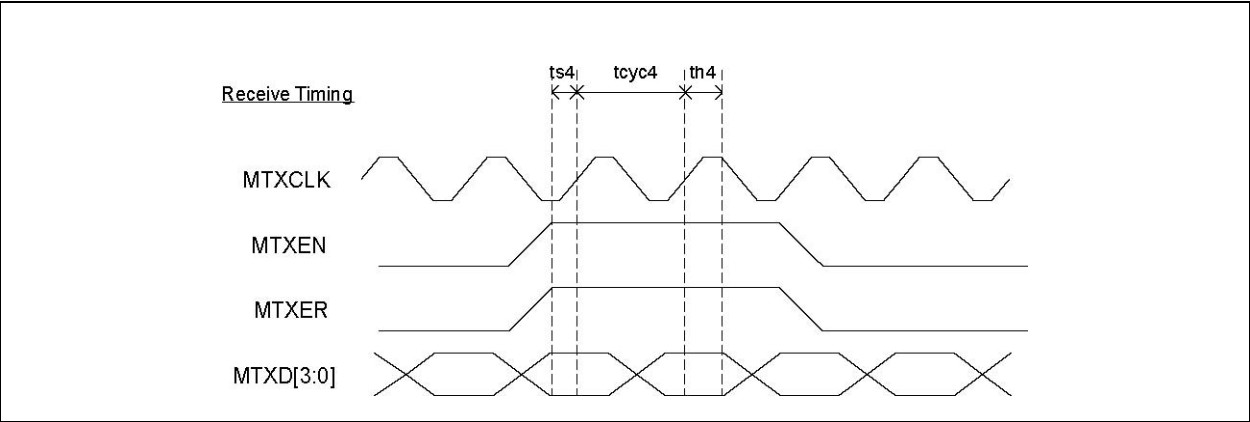 ts4 tcyc4 th4
Receive Timing
MTXCLK
MTXEN
MTXER
MTXD[3:0]